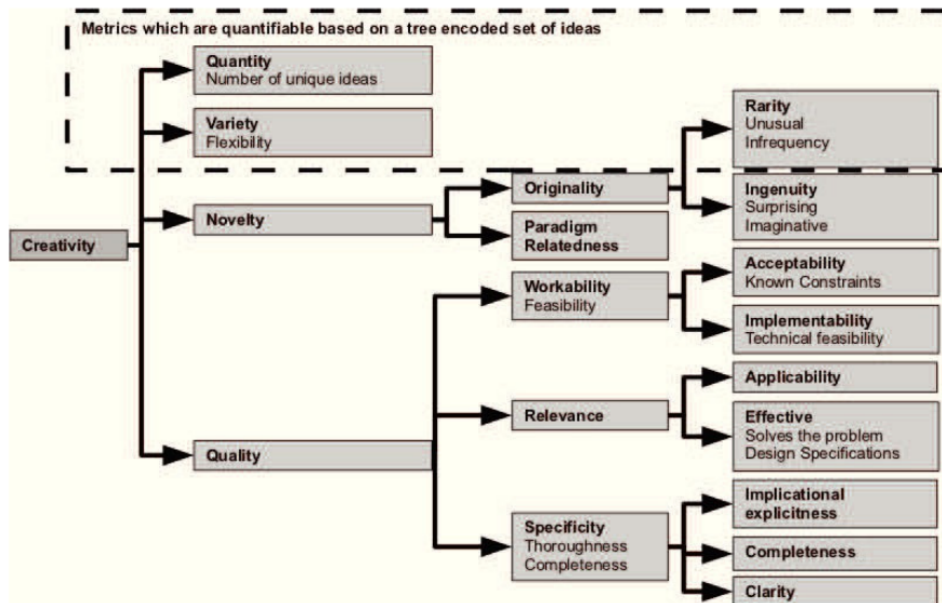 Metrics which are quantifiable based on a tree encoded set of ideas
Quantity
Number of unique ideas
Variety
Flexibility
Rarity
Unusual
Infrequency
Originality
Ingenuity
Surprising
Imaginative
Novelty
Paradigm
Relatedness
Creativity
Workability
Feasibility
Acceptability
Known Constraints
Implementability
Technical feasibility
Applicability
Relevance
Effective
Solves the problem
Design Specifications
Quality
Implicational
explicitness
Specificity
Thoroughness
Completeness
Completeness
Clarity